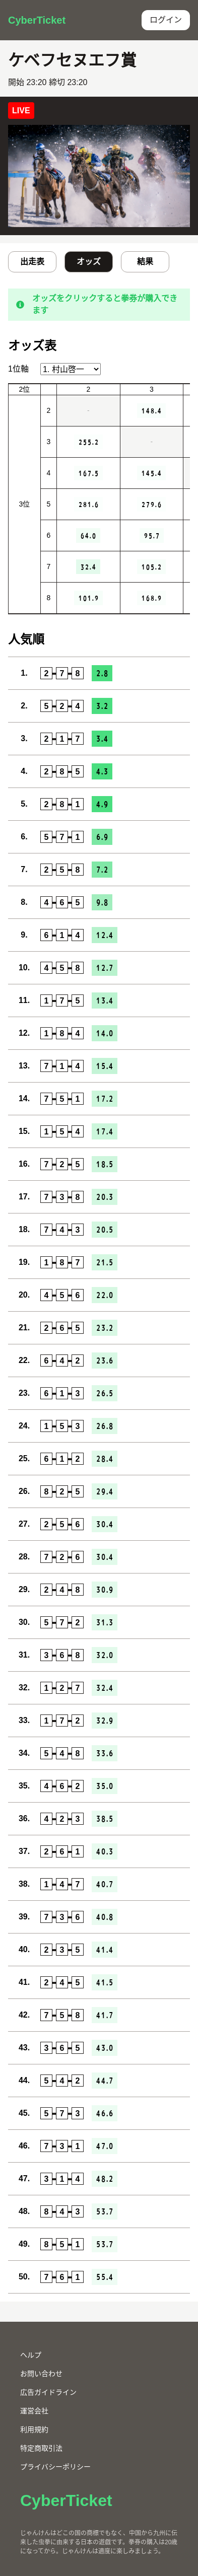 CyberTicket
ログイン
ケベフセヌエフ賞
開始 23:20 締切 23:20
LIVE
出走表
オッズ
結果
オッズをクリックすると拳券が購入でき
ます
オッズ表
1位軸
1. 村山啓一
2位 2 3
3位
2 - 148.4
3 255.2 -
4 167.5 145.4
5 281.6 279.6
6 64.0 95.7
7 32.4 105.2
8 101.9 168.9
人気順
1. 2-7-8 2.8
2. 5-2-4 3.2
3. 2-1-7 3.4
4. 2-8-5 4.3
5. 2-8-1 4.9
6. 5-7-1 6.9
7. 2-5-8 7.2
8. 4-6-5 9.8
9. 6-1-4 12.4
10. 4-5-8 12.7
11. 1-7-5 13.4
12. 1-8-4 14.0
13. 7-1-4 15.4
14. 7-5-1 17.2
15. 1-5-4 17.4
16. 7-2-5 18.5
17. 7-3-8 20.3
18. 7-4-3 20.5
19. 1-8-7 21.5
20. 4-5-6 22.0
21. 2-6-5 23.2
22. 6-4-2 23.6
23. 6-1-3 26.5
24. 1-5-3 26.8
25. 6-1-2 28.4
26. 8-2-5 29.4
27. 2-5-6 30.4
28. 7-2-6 30.4
29. 2-4-8 30.9
30. 5-7-2 31.3
31. 3-6-8 32.0
32. 1-2-7 32.4
33. 1-7-2 32.9
34. 5-4-8 33.6
35. 4-6-2 35.0
36. 4-2-3 38.5
37. 2-6-1 40.3
38. 1-4-7 40.7
39. 7-3-6 40.8
40. 2-3-5 41.4
41. 2-4-5 41.5
42. 7-5-8 41.7
43. 3-6-5 43.0
44. 5-4-2 44.7
45. 5-7-3 46.6
46. 7-3-1 47.0
47. 3-1-4 48.2
48. 8-4-3 53.7
49. 8-5-1 53.7
50. 7-6-1 55.4
ヘルプ
お問い合わせ
広告ガイドライン
運営会社
利用規約
特定商取引法
プライバシーポリシー
CyberTicket
じゃんけんはどこの国の商標でもなく、中国から九州に伝
来した虫拳に由来する日本の遊戯です。拳券の購入は20歳
になってから。じゃんけんは適度に楽しみましょう。